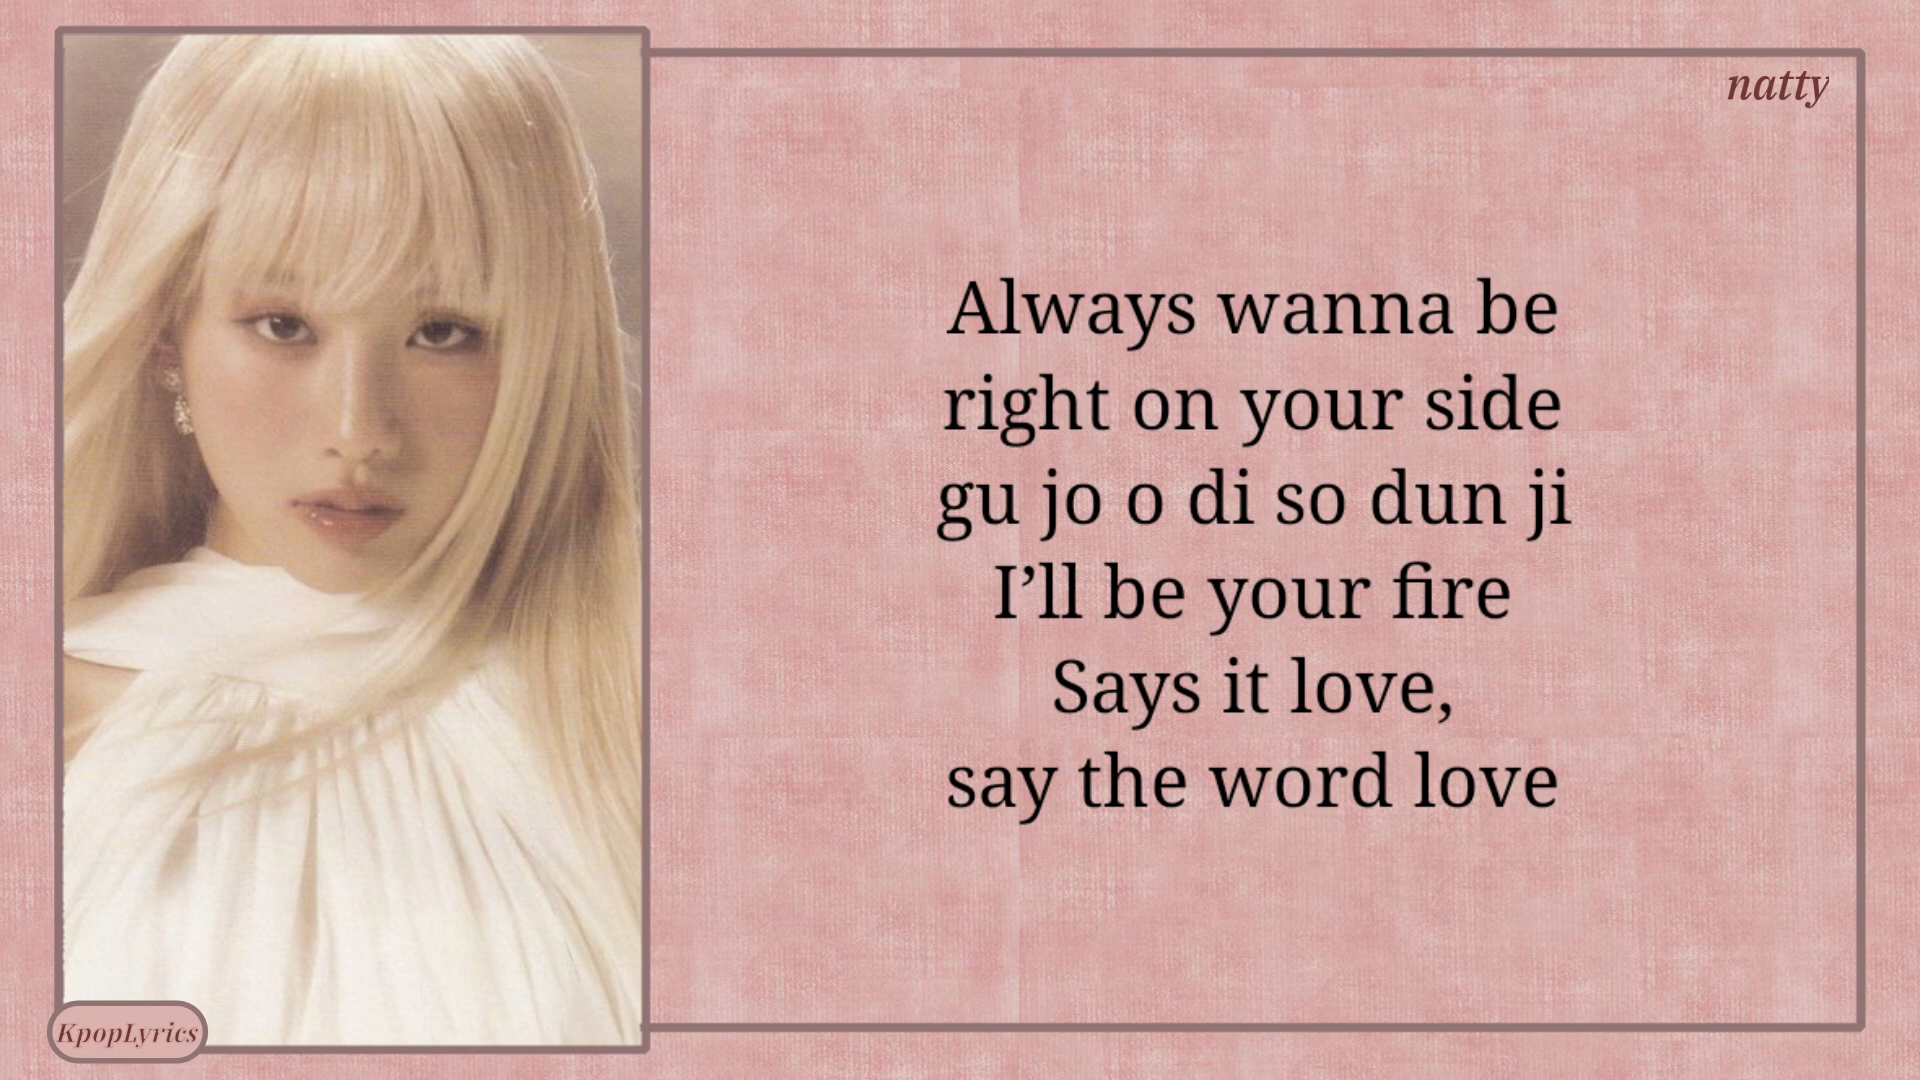 natty
Always wanna be
right on your side
gu jo o di so dun ji
I’ll be your fire
Says it love,
say the word love
KpopLyrics